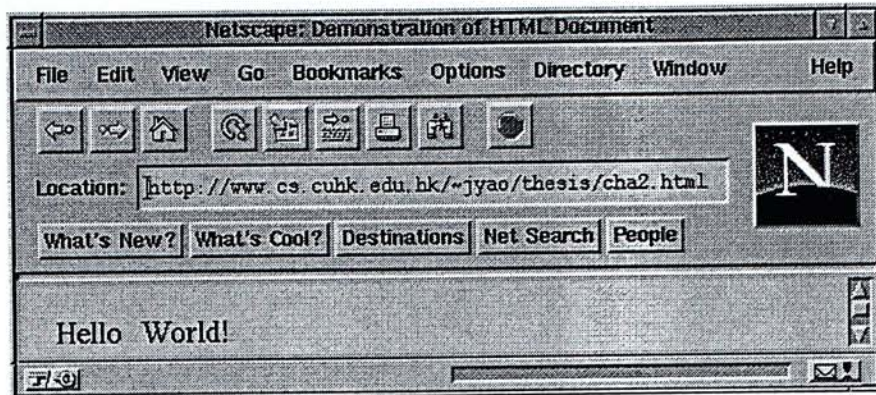 Netscape: Demonstration of HTML Document
File Edit View Go Bookmarks Options Directory Window Help
Location: http://www.cs.cuhk.edu.hk/~jyao/thesis/cha2.html
N
What's New? What's Cool? Destinations Net Search People
Hello World!